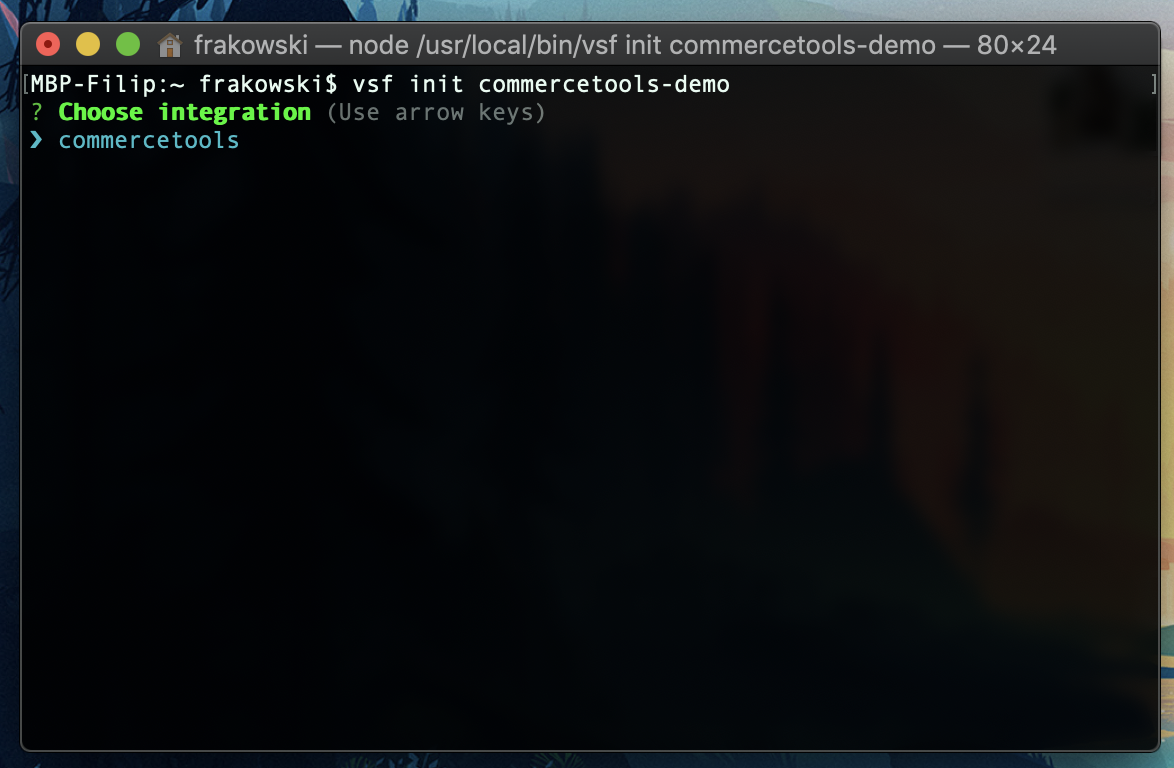 frakowski — node /usr/local/bin/vsf init commercetools-demo — 80×24
[MBP-Filip:~ frakowski$ vsf init commercetools-demo ]
? Choose integration (Use arrow keys)
❯ commercetools